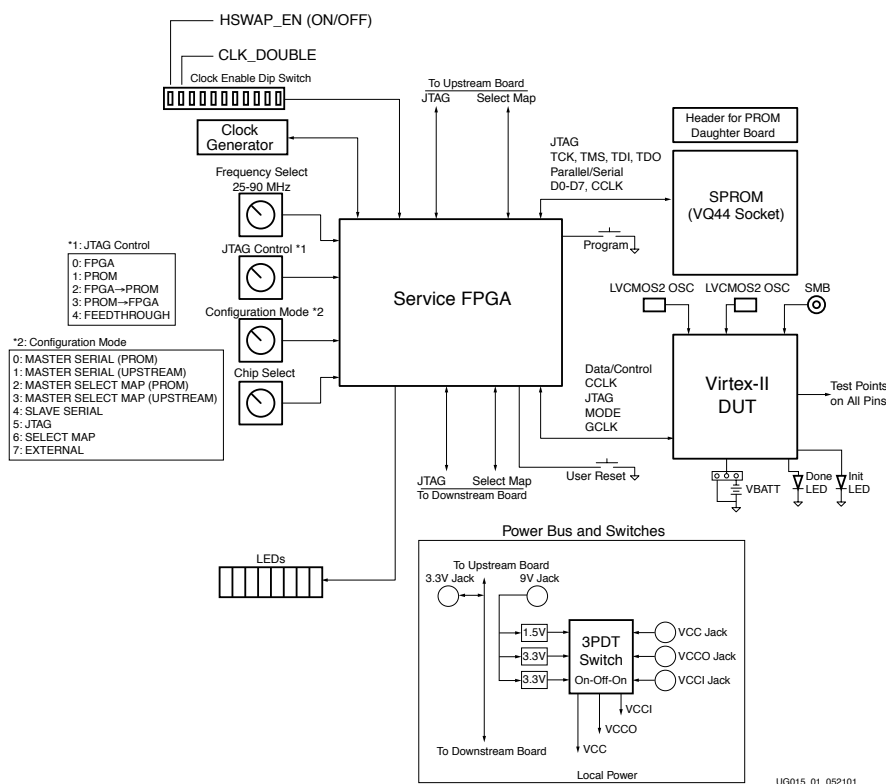 HSWAP_EN (ON/OFF)
CLK_DOUBLE
Clock Enable Dip Switch
Clock
Generator
Frequency Select
25-90 MHz
JTAG Control *1
Configuration Mode *2
Chip Select
*1: JTAG Control
0: FPGA
1: PROM
2: FPGA→PROM
3: PROM→FPGA
4: FEEDTHROUGH
*2: Configuration Mode
0: MASTER SERIAL (PROM)
1: MASTER SERIAL (UPSTREAM)
2: MASTER SELECT MAP (PROM)
3: MASTER SELECT MAP (UPSTREAM)
4: SLAVE SERIAL
5: JTAG
6: SELECT MAP
7: EXTERNAL
To Upstream Board
JTAG
Select Map
Service FPGA
JTAG
TCK, TMS, TDI, TDO
Parallel/Serial
D0-D7, CCLK
Program
Header for PROM
Daughter Board
SPROM
(VQ44 Socket)
LVCMOS2 OSC
LVCMOS2 OSC
SMB
Data/Control
CCLK
JTAG
MODE
GCLK
Virtex-II
DUT
Test Points
on All Pins
VBATT
Done
LED
Init
LED
User Reset
JTAG
Select Map
To Downstream Board
LEDs
Power Bus and Switches
To Upstream Board
3.3V Jack
9V Jack
1.5V
3.3V
3.3V
3PDT
Switch
On-Off-On
VCC Jack
VCCO Jack
VCCI Jack
VCCI
VCCO
VCC
To Downstream Board
Local Power
UG015_01_052101